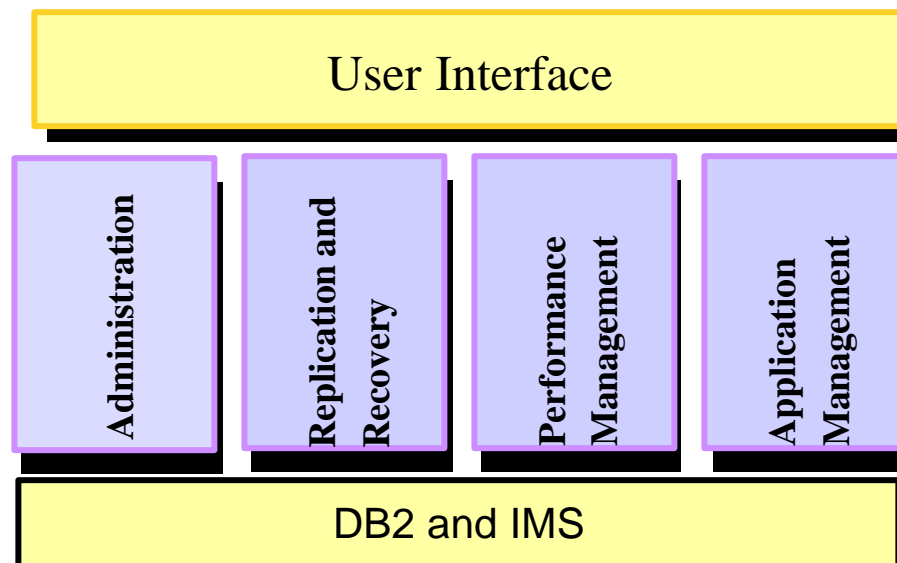 User Interface
Administration
Replication and
Recovery
Performance
Management
Application
Management
DB2 and IMS